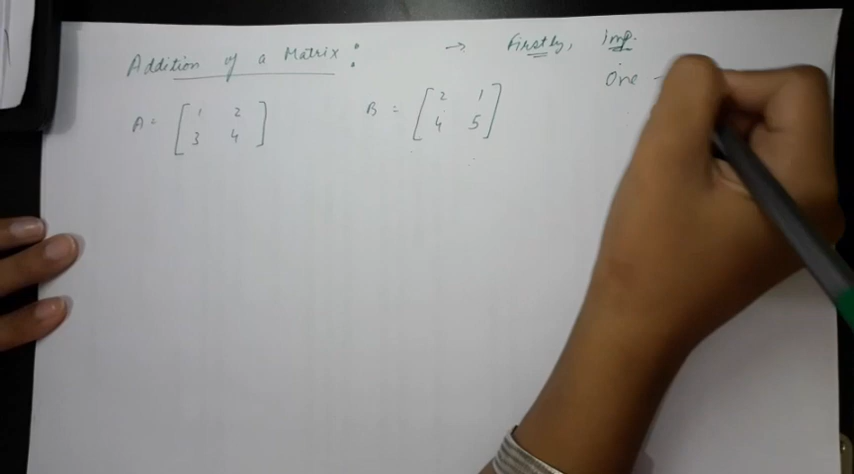 Addition of a Matrix :
→ Firstly, imp.
One -
A = [ 1 2
3 4 ]
B = [ 2 1
4 5 ]